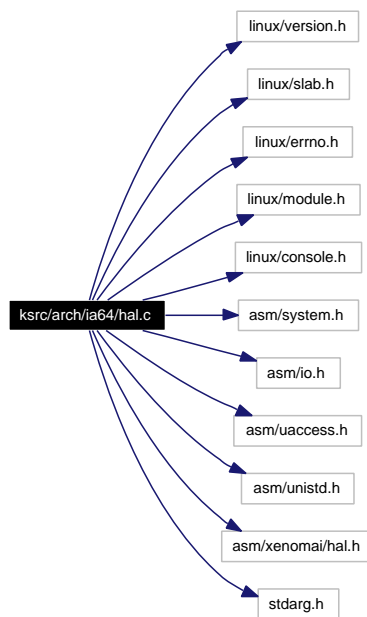 linux/version.h
linux/slab.h
linux/errno.h
linux/module.h
linux/console.h
ksrc/arch/ia64/hal.c
asm/system.h
asm/io.h
asm/uaccess.h
asm/unistd.h
asm/xenomai/hal.h
stdarg.h